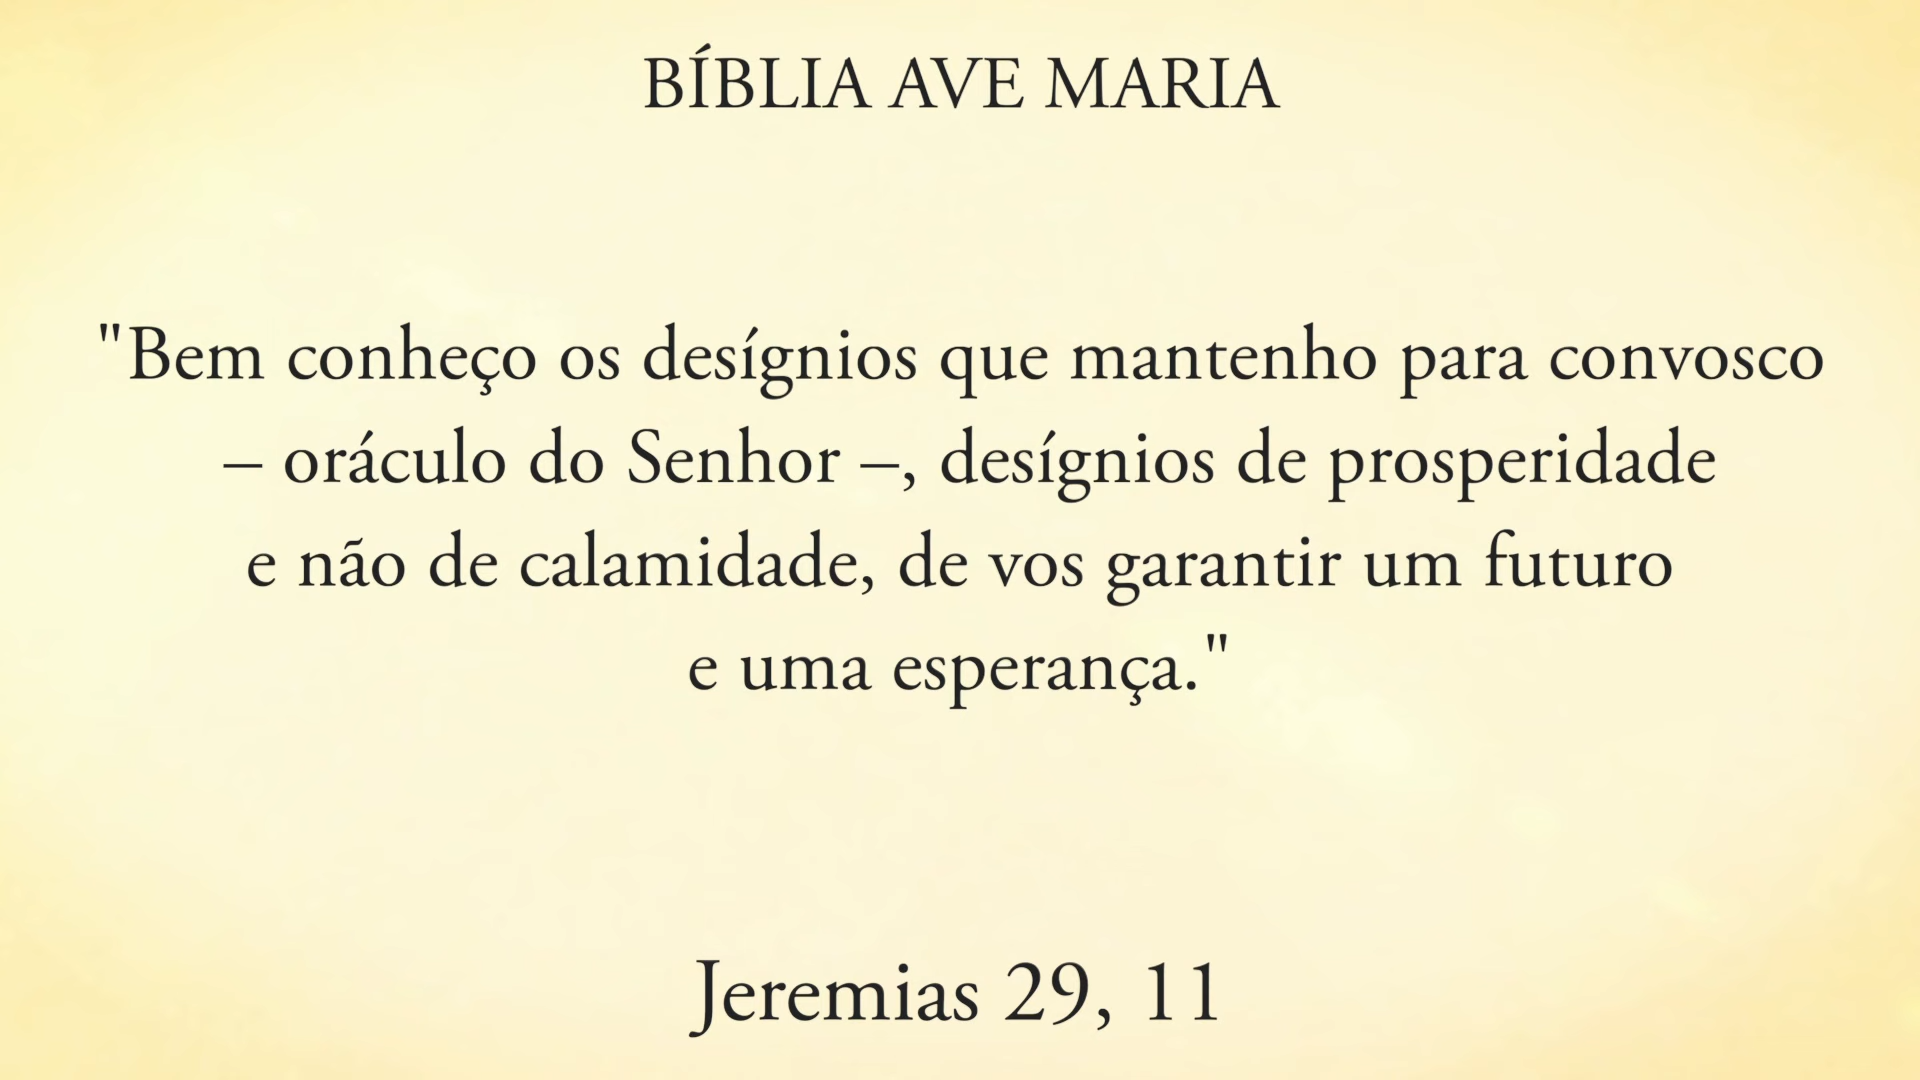 BÍBLIA AVE MARIA
"Bem conheço os desígnios que mantenho para convosco
– oráculo do Senhor –, desígnios de prosperidade
e não de calamidade, de vos garantir um futuro
e uma esperança."
Jeremias 29, 11